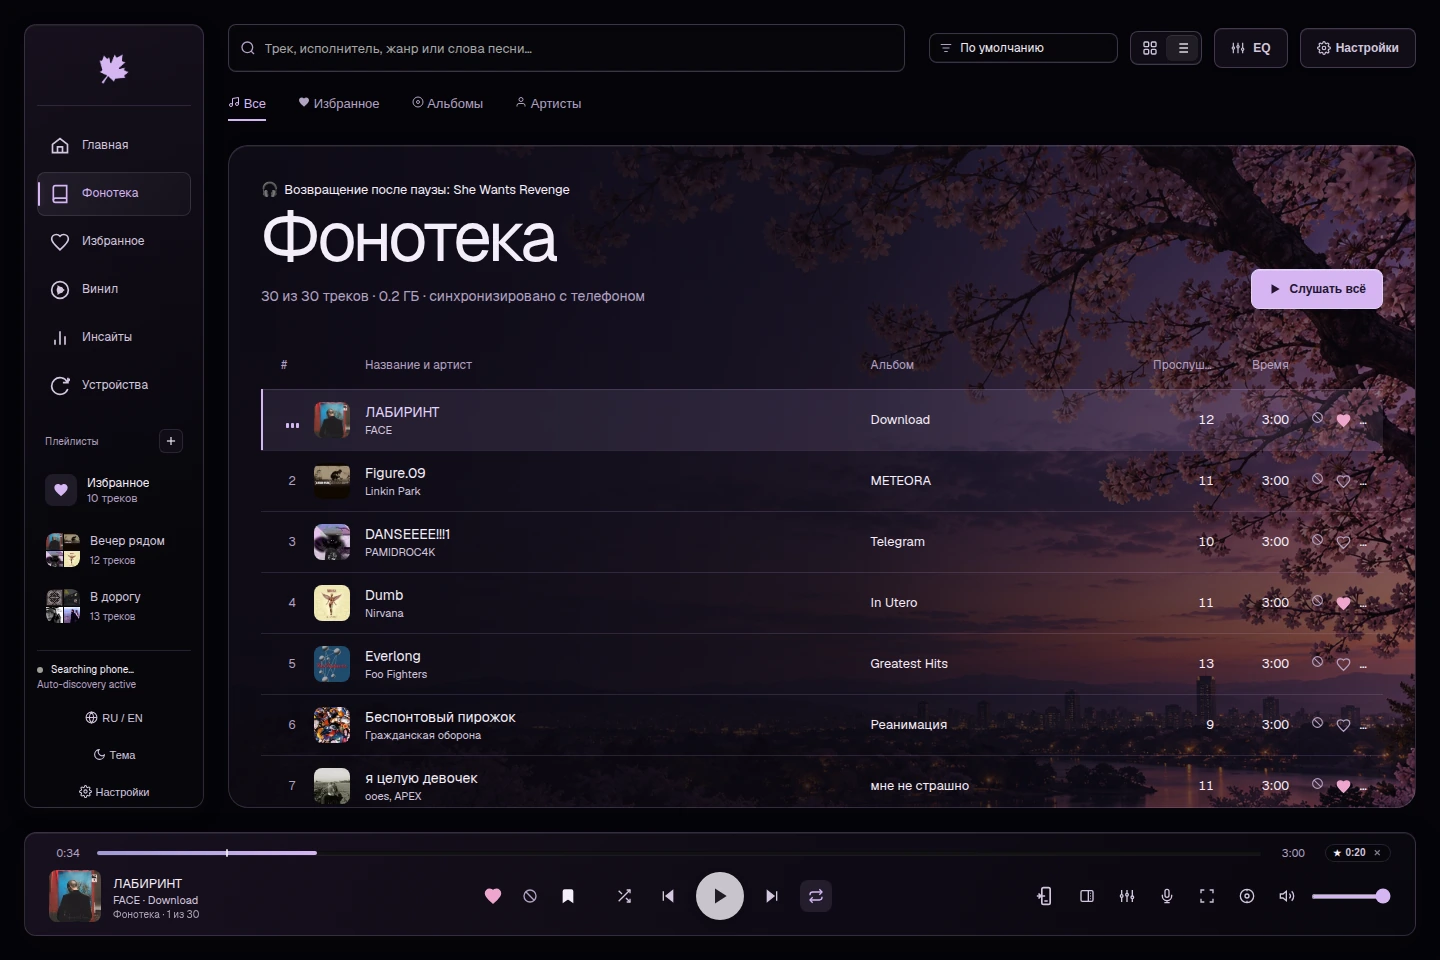 Трек, исполнитель, жанр или слова песни...
По умолчанию
EQ
Настройки
Все
Избранное
Альбомы
Артисты
Главная
Фонотека
Избранное
Винил
Инсайты
Устройства
Плейлисты
Избранное
10 треков
Вечер рядом
12 треков
В дорогу
13 треков
Searching phone...
Auto-discovery active
RU / EN
Тема
Настройки
Возвращение после паузы: She Wants Revenge
Фонотека
30 из 30 треков · 0.2 ГБ · синхронизировано с телефоном
Слушать всё
# Название и артист Альбом Прослуш... Время
ЛАБИРИНТ
FACE
Download 12 3:00 ...
2 Figure.09
Linkin Park
METEORA 11 3:00 ...
3 DANSEEEE!!!1
PAMIDROC4K
Telegram 10 3:00 ...
4 Dumb
Nirvana
In Utero 11 3:00 ...
5 Everlong
Foo Fighters
Greatest Hits 13 3:00 ...
6 Беспонтовый пирожок
Гражданская оборона
Реанимация 9 3:00 ...
7 я целую девочек
ooes, APEX
мне не страшно 11 3:00 ...
0:34
3:00
★ 0:20 ×
ЛАБИРИНТ
FACE · Download
Фонотека · 1 из 30